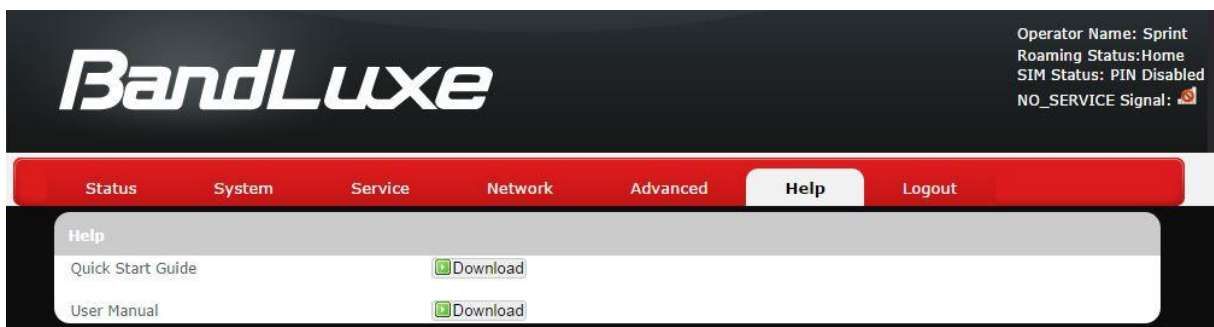 BandLuxe
Operator Name: Sprint
Roaming Status:Home
SIM Status: PIN Disabled
NO_SERVICE Signal:
Status System Service Network Advanced Help Logout
Help
Quick Start Guide Download
User Manual Download